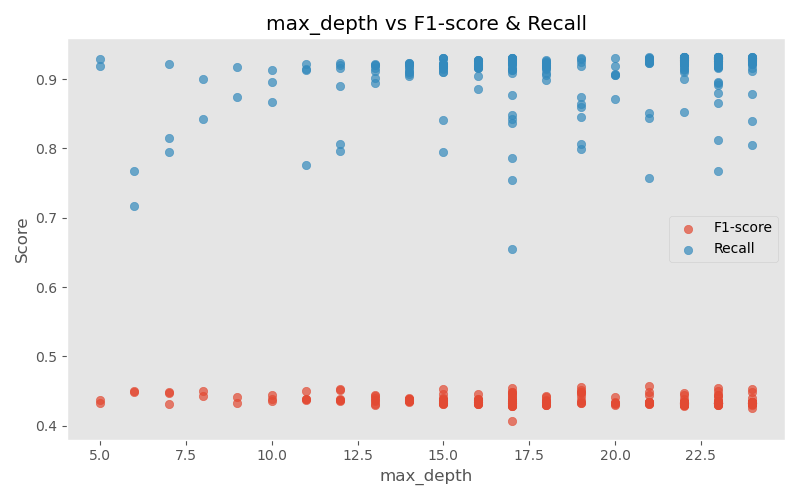 max_depth vs F1-score & Recall
Score
0.9
0.8
0.7
0.6
0.5
0.4
F1-score
Recall
5.0 7.5 10.0 12.5 15.0 17.5 20.0 22.5
max_depth